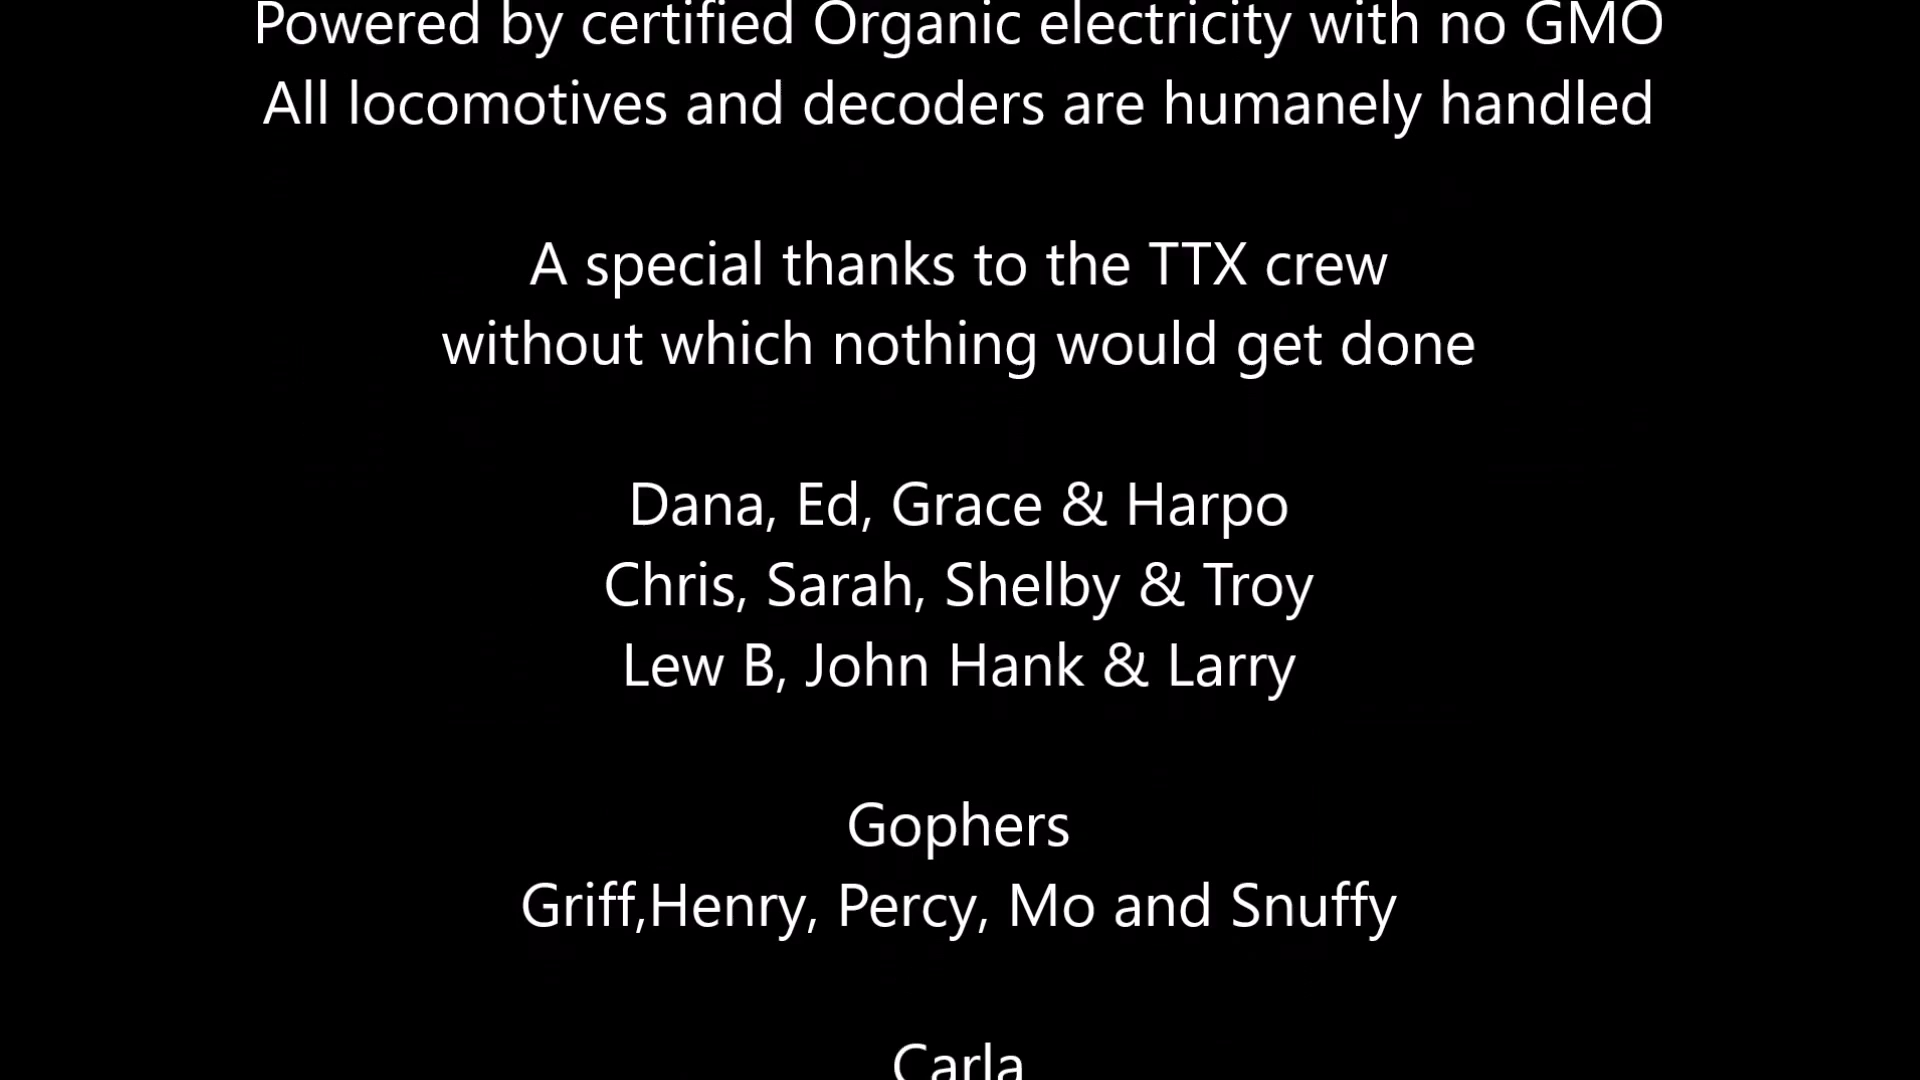 Powered by certified Organic electricity with no GMO
All locomotives and decoders are humanely handled
A special thanks to the TTX crew
without which nothing would get done
Dana, Ed, Grace & Harpo
Chris, Sarah, Shelby & Troy
Lew B, John Hank & Larry
Gophers
Griff,Henry, Percy, Mo and Snuffy
Carla